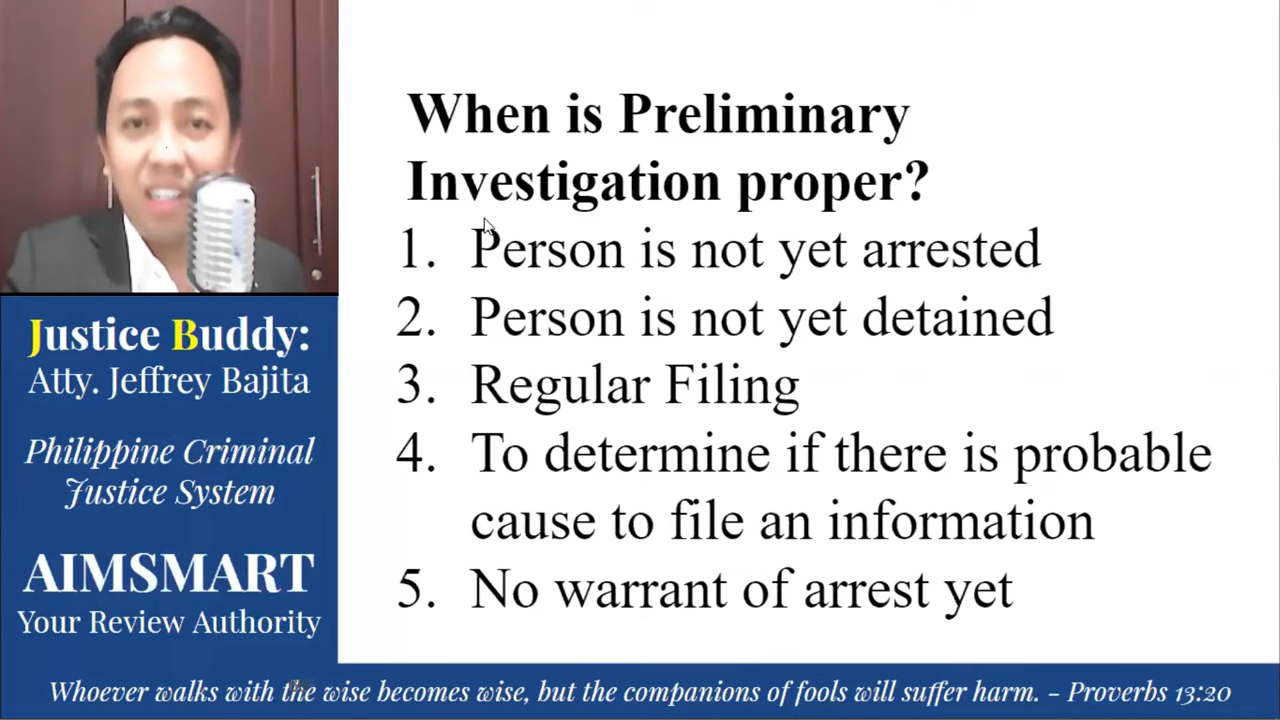 When is Preliminary
Investigation proper?
1. Person is not yet arrested
2. Person is not yet detained
3. Regular Filing
4. To determine if there is probable
cause to file an information
5. No warrant of arrest yet
Justice Buddy:
Atty. Jeffrey Bajita
Philippine Criminal
Justice System
AIMSMART
Your Review Authority
Whoever walks with the wise becomes wise, but the companions of fools will suffer harm. – Proverbs 13:20